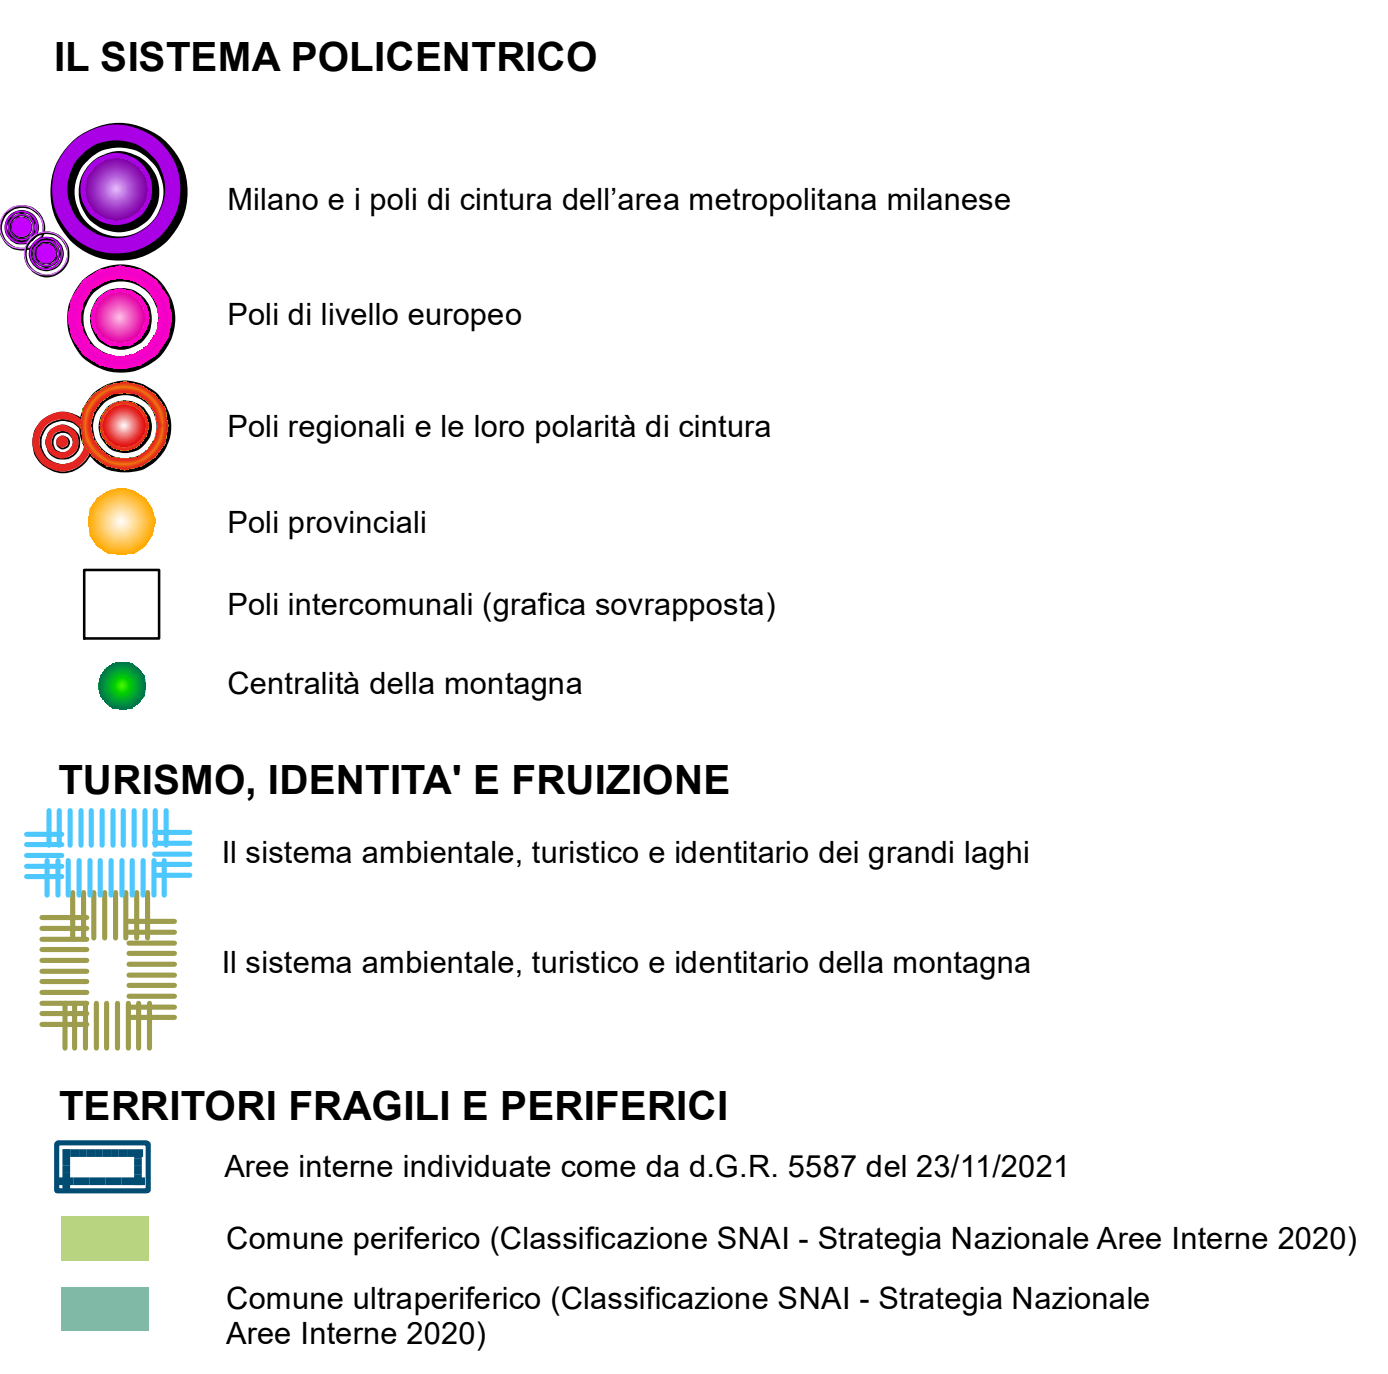 IL SISTEMA POLICENTRICO
Milano e i poli di cintura dell’area metropolitana milanese
Poli di livello europeo
Poli regionali e le loro polarità di cintura
Poli provinciali
Poli intercomunali (grafica sovrapposta)
Centralità della montagna
TURISMO, IDENTITA' E FRUIZIONE
Il sistema ambientale, turistico e identitario dei grandi laghi
Il sistema ambientale, turistico e identitario della montagna
TERRITORI FRAGILI E PERIFERICI
Aree interne individuate come da d.G.R. 5587 del 23/11/2021
Comune periferico (Classificazione SNAI - Strategia Nazionale Aree Interne 2020)
Comune ultraperiferico (Classificazione SNAI - Strategia Nazionale
Aree Interne 2020)